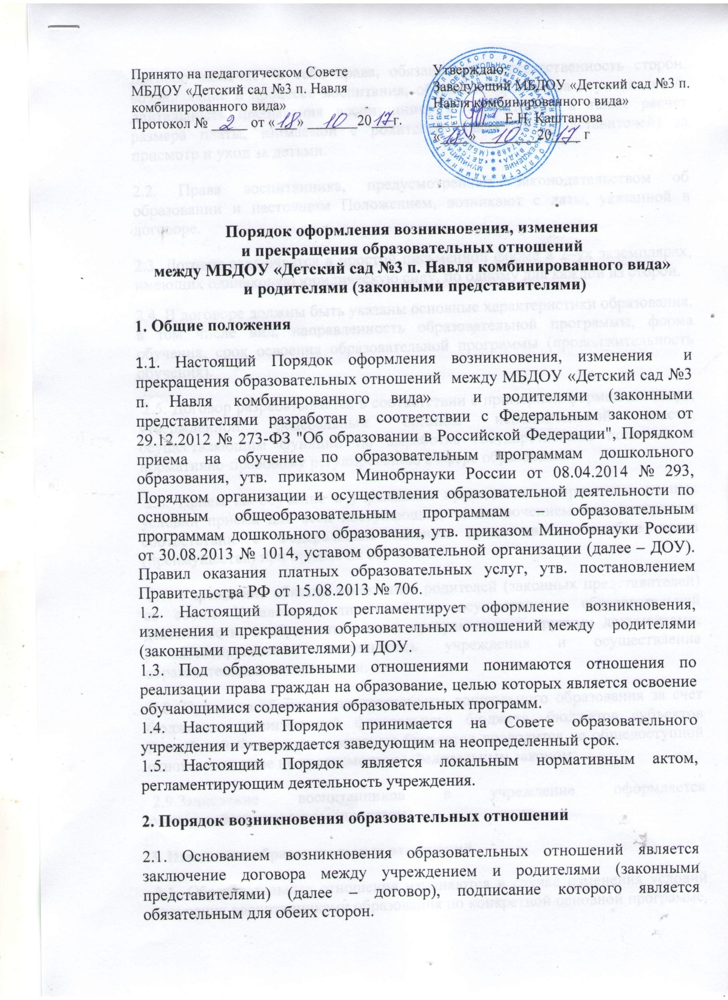 Принято на педагогическом Совете
МБДОУ «Детский сад №3 п. Навля
комбинированного вида»
Протокол № 2 от «18» 10 2017г.
Утверждаю:
Заведующий МБДОУ «Детский сад №3 п.
Навля комбинированного вида»
Е.Н. Каштанова
«18» 10 2017 г
Порядок оформления возникновения, изменения
и прекращения образовательных отношений
между МБДОУ «Детский сад №3 п. Навля комбинированного вида»
и родителями (законными представителями)
1. Общие положения
1.1. Настоящий Порядок оформления возникновения, изменения и
прекращения образовательных отношений между МБДОУ «Детский сад №3
п. Навля комбинированного вида» и родителями (законными
представителями разработан в соответствии с Федеральным законом от
29.12.2012 № 273-ФЗ "Об образовании в Российской Федерации", Порядком
приема на обучение по образовательным программам дошкольного
образования, утв. приказом Минобрнауки России от 08.04.2014 № 293,
Порядком организации и осуществления образовательной деятельности по
основным общеобразовательным программам образовательным
программам дошкольного образования, утв. приказом Минобрнауки России
от 30.08.2013 № 1014, уставом образовательной организации (далее – ДОУ).
Правил оказания платных образовательных услуг, утв. постановлением
Правительства РФ от 15.08.2013 № 706.
1.2. Настоящий Порядок регламентирует оформление возникновения,
изменения и прекращения образовательных отношений между родителями
(законными представителями) и ДОУ.
1.3. Под образовательными отношениями понимаются отношения по
реализации права граждан на образование, целью которых является освоение
обучающимися содержания образовательных программ.
1.4. Настоящий Порядок принимается на Совете образовательного
учреждения и утверждается заведующим на неопределенный срок.
1.5. Настоящий Порядок является локальным нормативным актом,
регламентирующим деятельность учреждения.
2. Порядок возникновения образовательных отношений
2.1. Основанием возникновения образовательных отношений является
заключение договора между учреждением и родителями (законными
представителями) (далее – договор), подписание которого является
обязательным для обеих сторон.